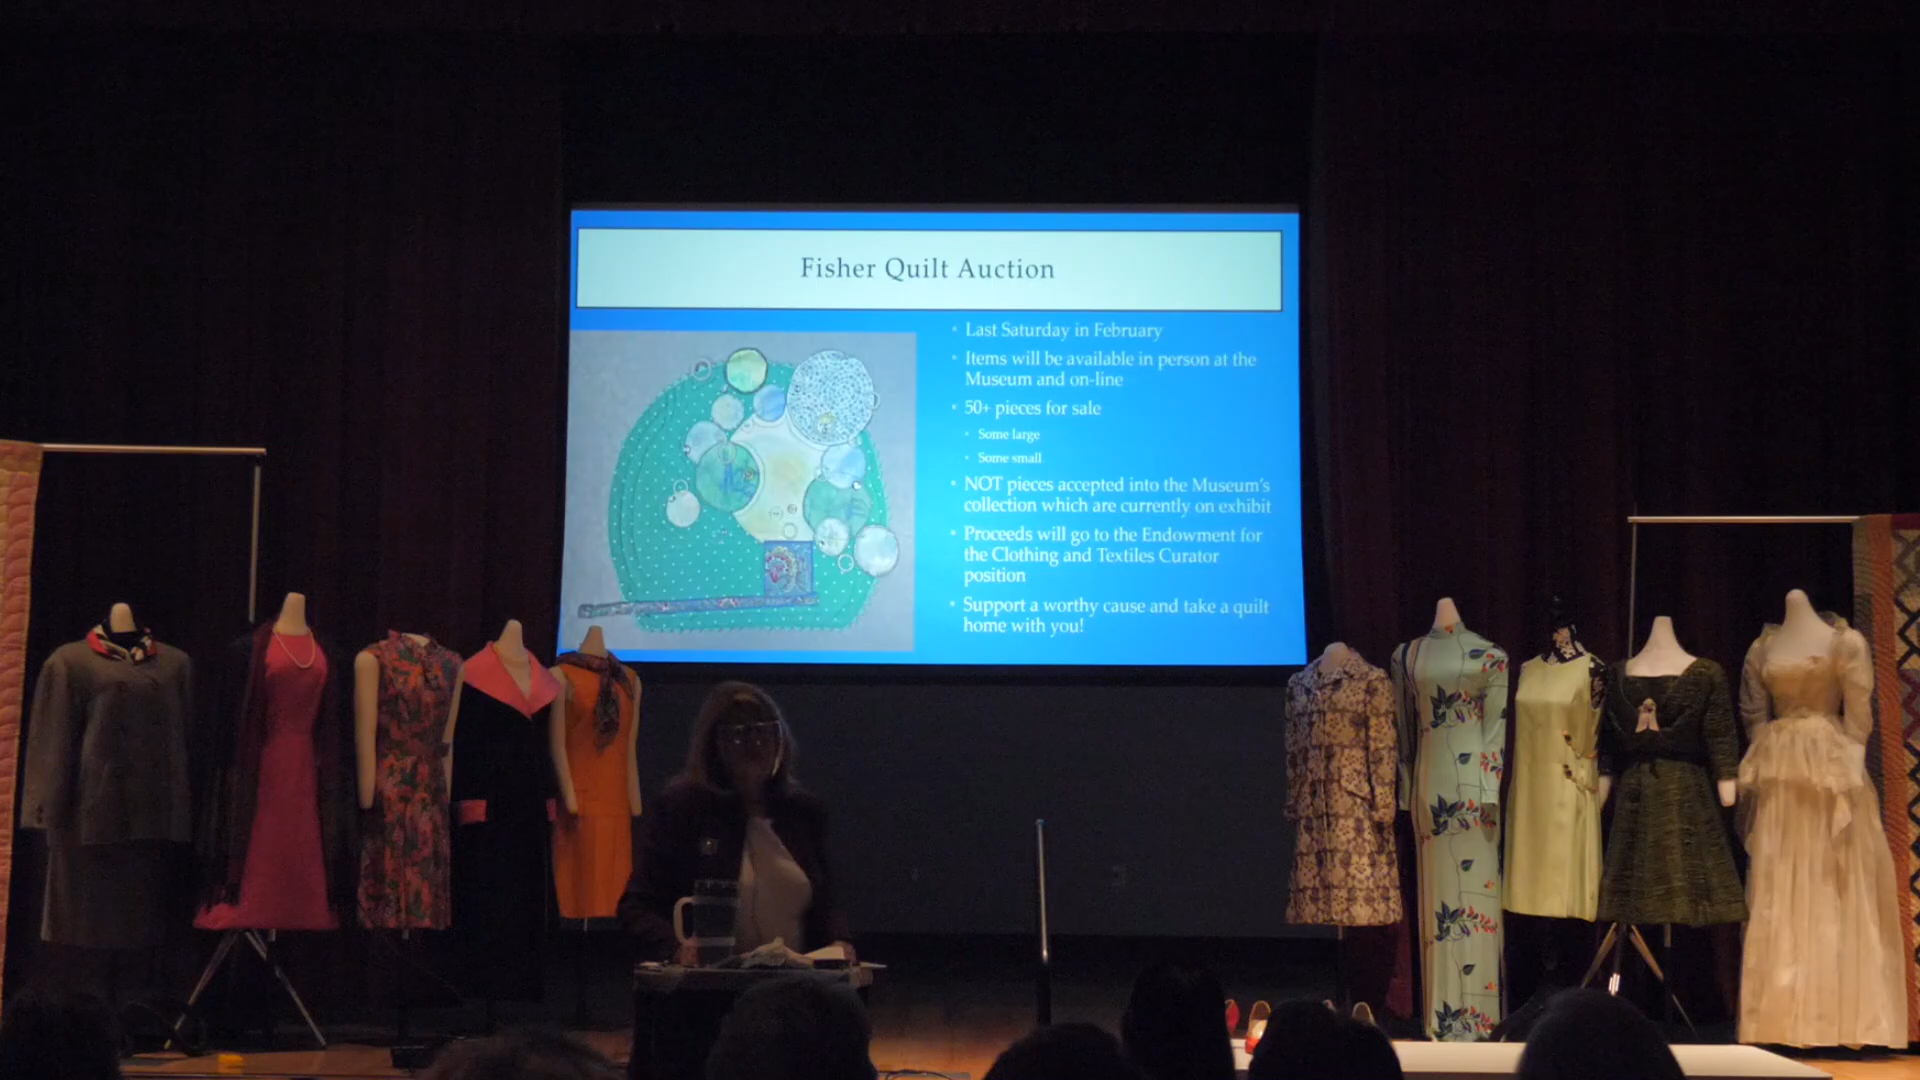 Fisher Quilt Auction
• Last Saturday in February
• Items will be available in person at the
Museum and on-line
• 50+ pieces for sale
• Some large
• Some small
• NOT pieces accepted into the Museum's
collection which are currently on exhibit
• Proceeds will go to the Endowment for
the Clothing and Textiles Curator
position
• Support a worthy cause and take a quilt
home with you!